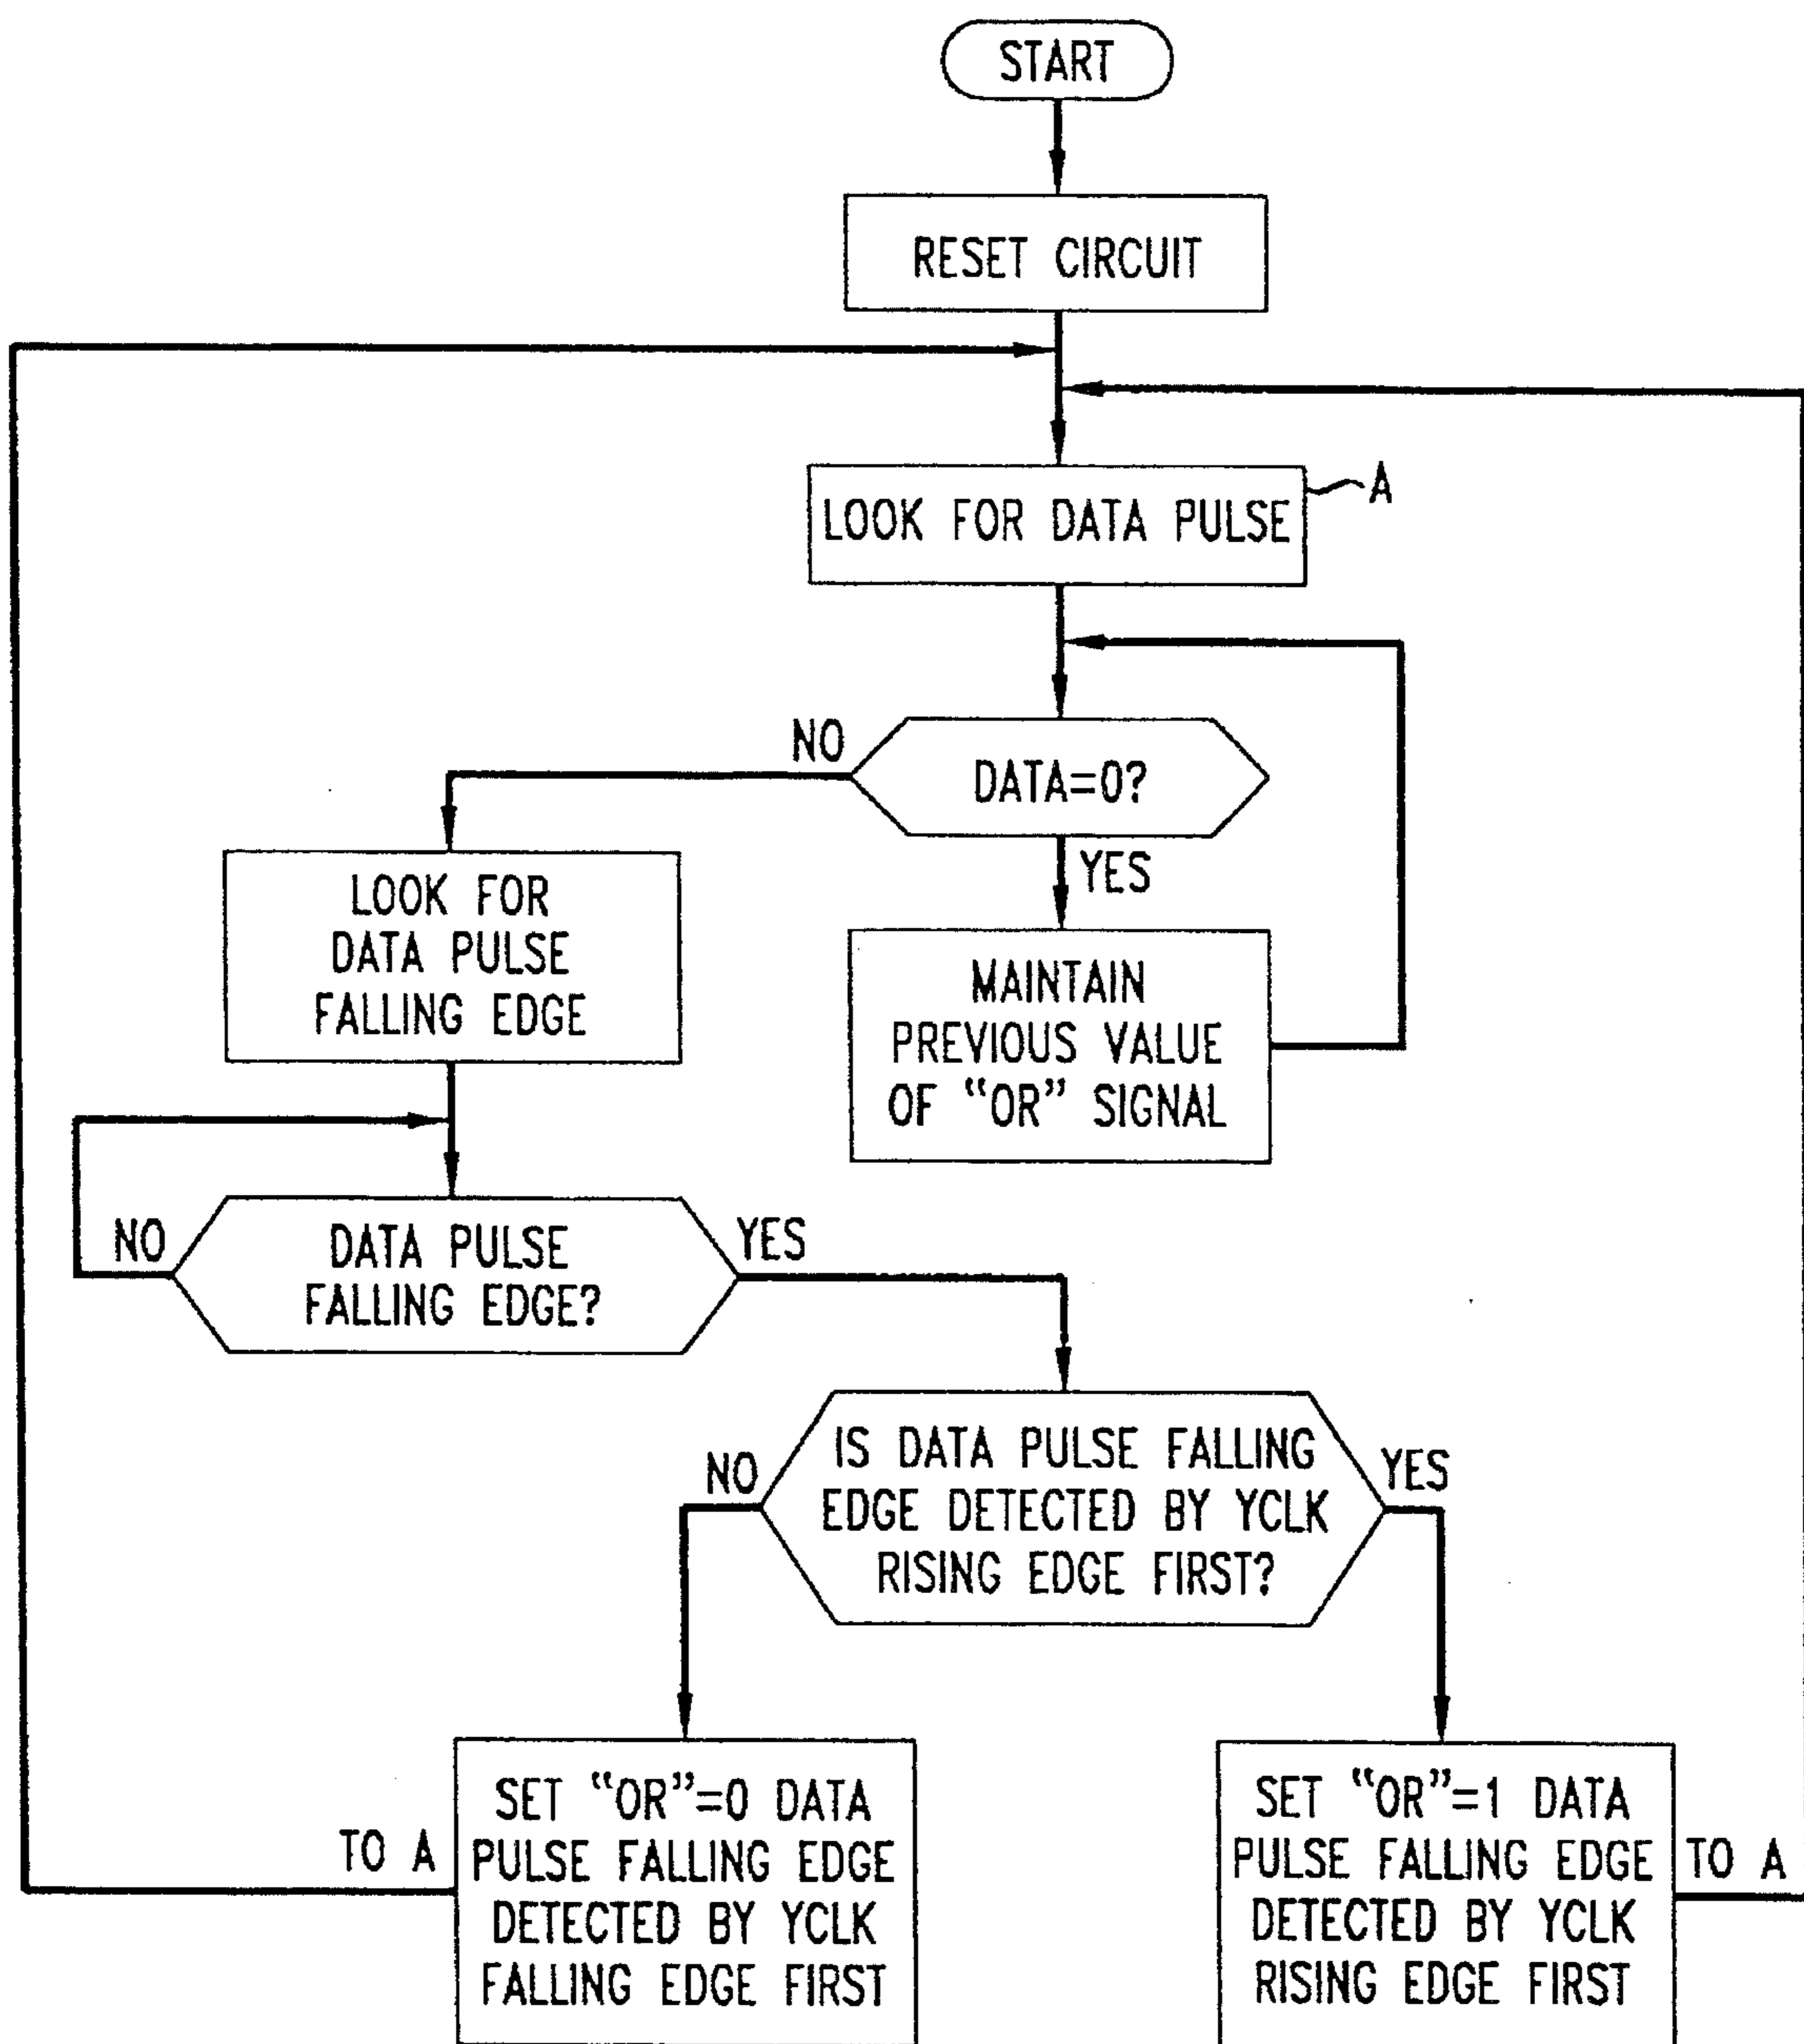 START
RESET CIRCUIT
LOOK FOR DATA PULSE
A
NO
DATA=0?
YES
LOOK FOR
DATA PULSE
FALLING EDGE
MAINTAIN
PREVIOUS VALUE
OF “OR” SIGNAL
NO
DATA PULSE
FALLING EDGE?
YES
NO
IS DATA PULSE FALLING
EDGE DETECTED BY YCLK
RISING EDGE FIRST?
YES
TO A
SET “OR”=0 DATA
PULSE FALLING EDGE
DETECTED BY YCLK
FALLING EDGE FIRST
SET “OR”=1 DATA
PULSE FALLING EDGE
DETECTED BY YCLK
RISING EDGE FIRST
TO A